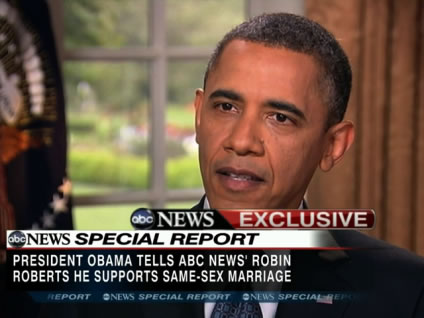 abc NEWS EXCLUSIVE
abc NEWS SPECIAL REPORT
PRESIDENT OBAMA TELLS ABC NEWS' ROBIN
ROBERTS HE SUPPORTS SAME-SEX MARRIAGE
REPORT abc NEWS SPECIAL REPORT abc NEWS